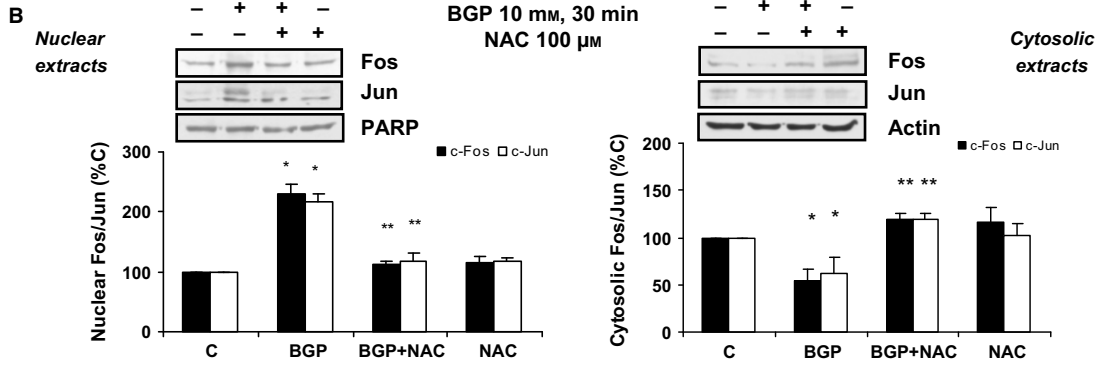 B
– + + –
BGP 10 mM, 30 min
– + + –
– – + +
NAC 100 µM
– – + +
Nuclear
extracts
Fos
Jun
PARP
Fos
Jun
Actin
Cytosolic
extracts
Nuclear Fos/Jun (%C)
300
200
100
0
c-Fos c-Jun
* *
** **
C BGP BGP+NAC NAC
Cytosolic Fos/Jun (%C)
200
150
100
50
0
c-Fos c-Jun
* *
** **
C BGP BGP+NAC NAC